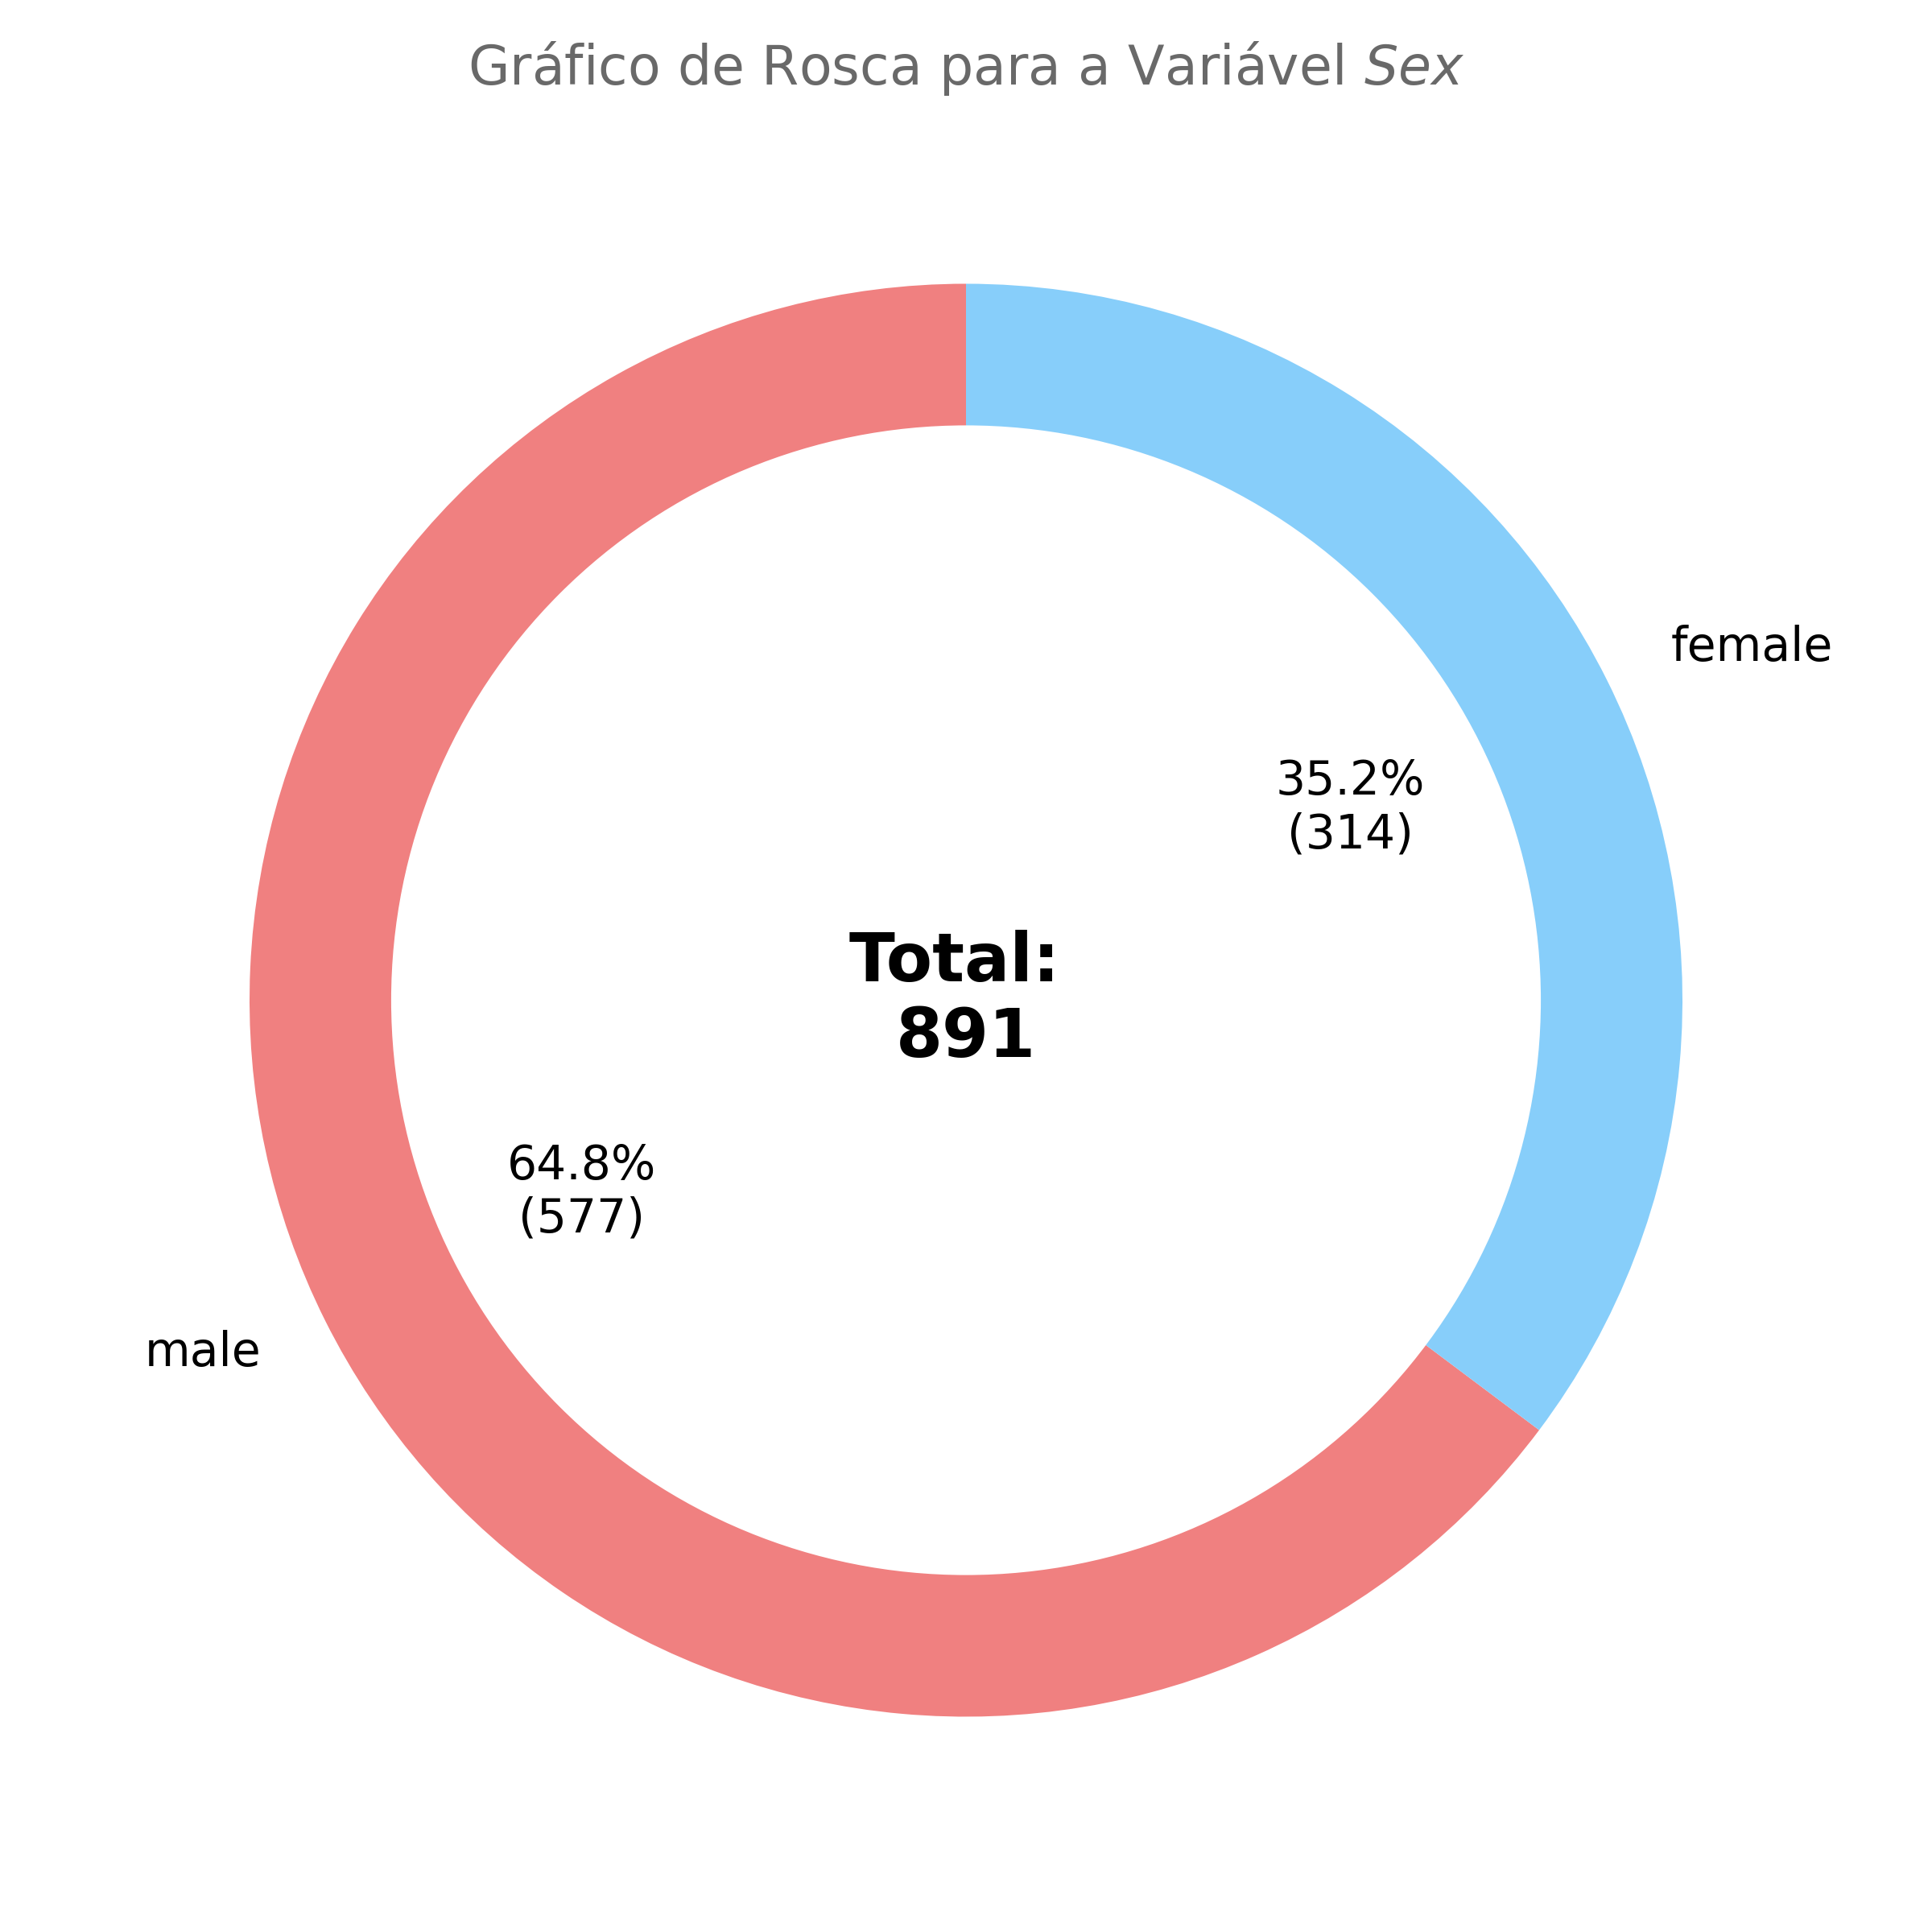 Gráfico de Rosca para a Variável Sex
female
35.2%
(314)
Total:
891
64.8%
(577)
male